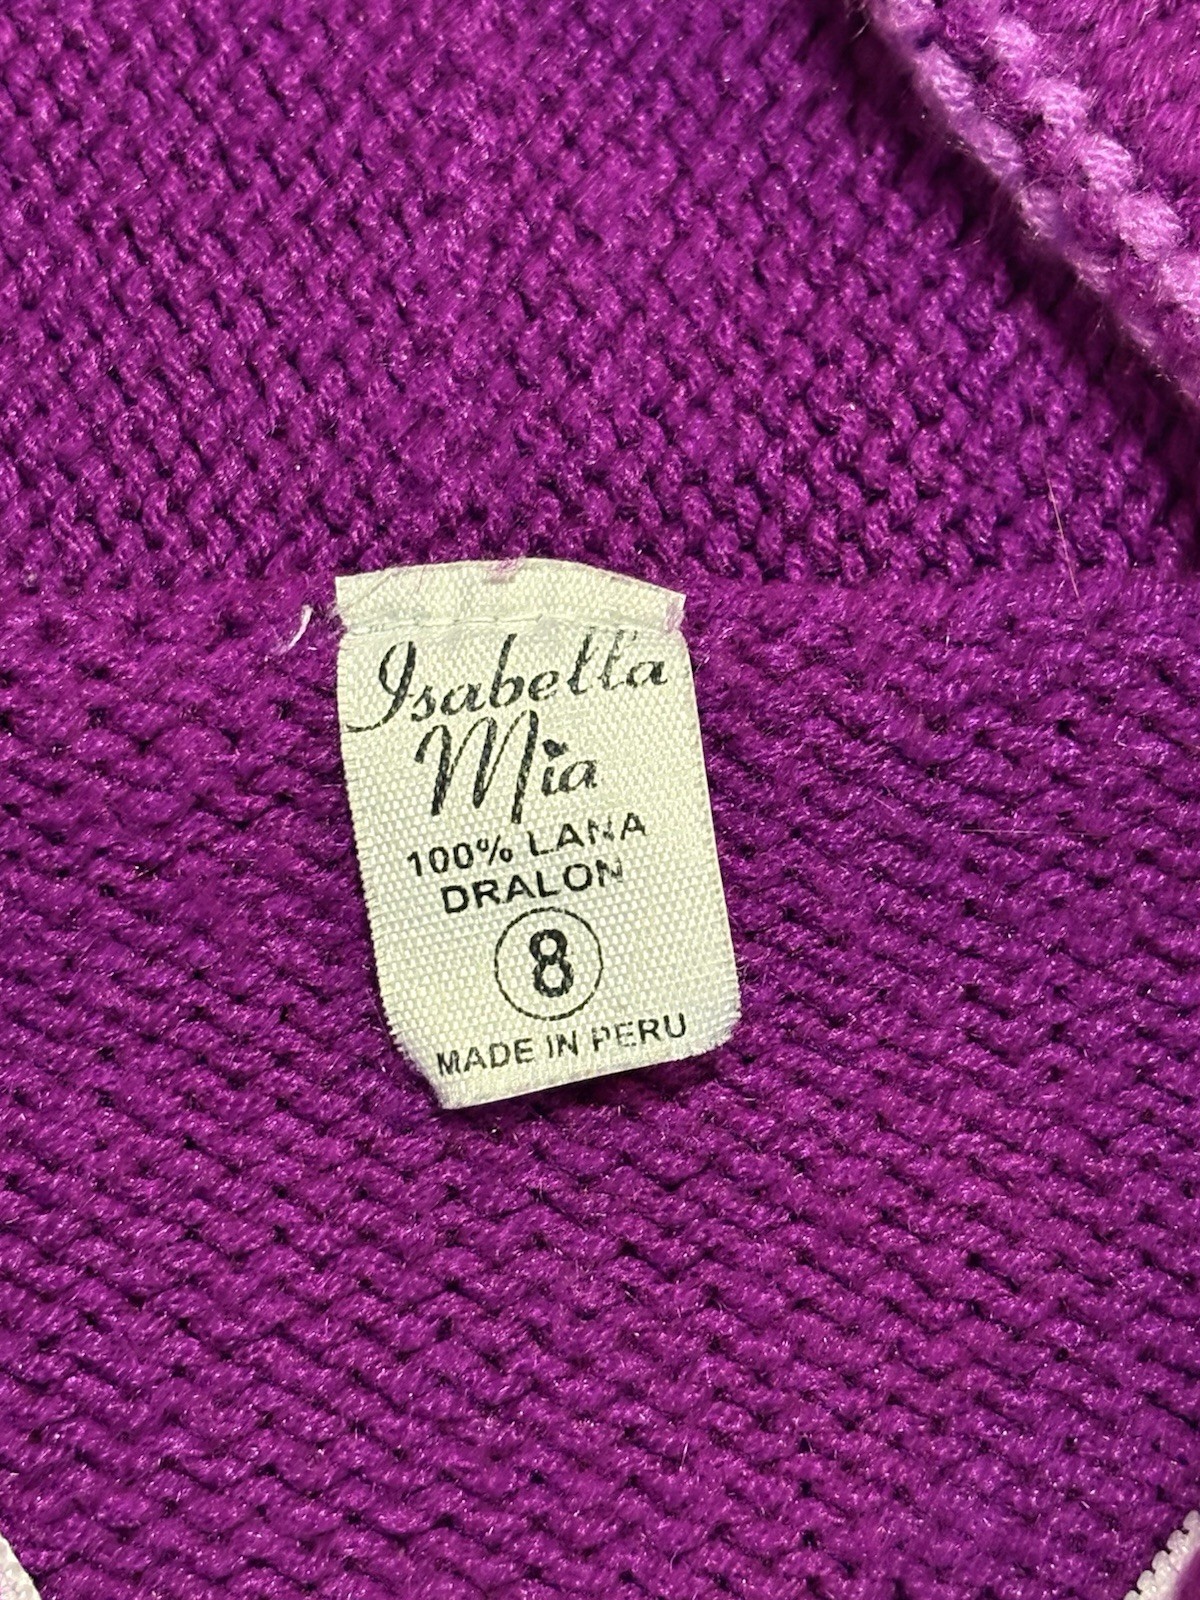 Isabella
Mia
100% LANA
DRALON
8
MADE IN PERU